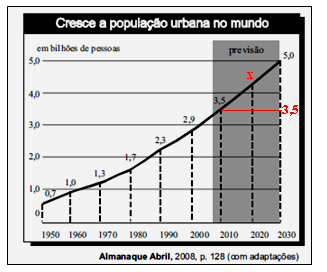 Cresce a população urbana no mundo
em bilhões de pessoas
previsão
5,0
5,0
X
4,0
3,5
3,5
3,0
2,9
2,3
2,0
1,7
1,3
1,0
1,0
0,7
0
1950 1960 1970 1980 1990 2000 2010 2020 2030
Almanaque Abril, 2008, p. 128 (com adaptações)